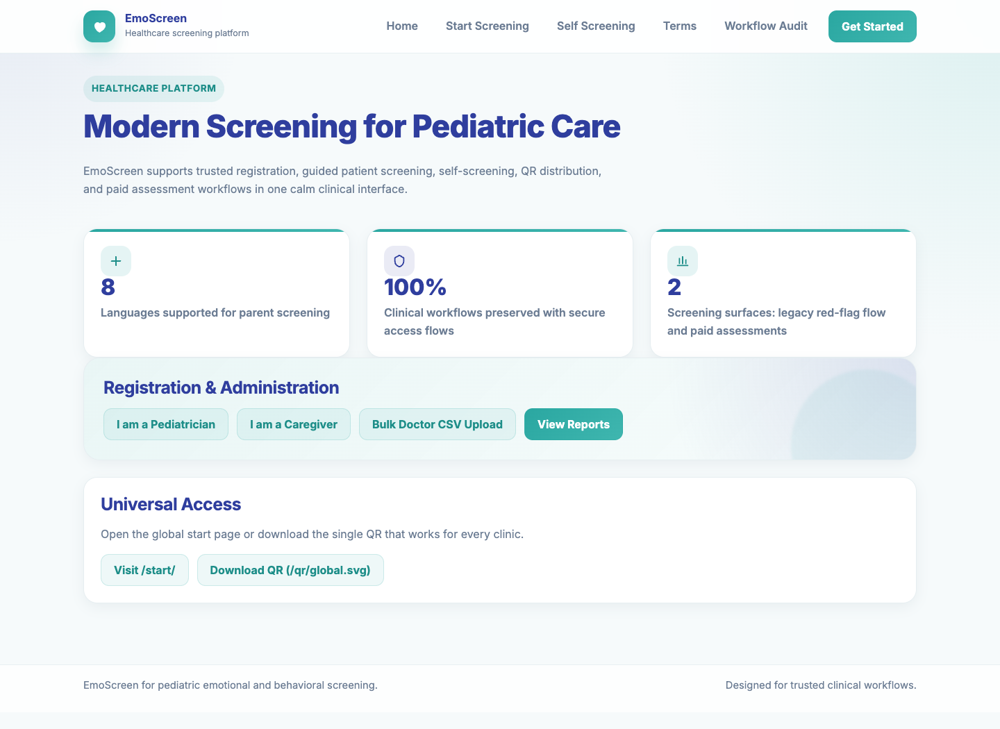 EmoScreen
Healthcare screening platform
Home
Start Screening
Self Screening
Terms
Workflow Audit
Get Started
HEALTHCARE PLATFORM
Modern Screening for Pediatric Care
EmoScreen supports trusted registration, guided patient screening, self-screening, QR distribution,
and paid assessment workflows in one calm clinical interface.
8
Languages supported for parent screening
100%
Clinical workflows preserved with secure
access flows
2
Screening surfaces: legacy red-flag flow
and paid assessments
Registration & Administration
I am a Pediatrician
I am a Caregiver
Bulk Doctor CSV Upload
View Reports
Universal Access
Open the global start page or download the single QR that works for every clinic.
Visit /start/
Download QR (/qr/global.svg)
EmoScreen for pediatric emotional and behavioral screening.
Designed for trusted clinical workflows.